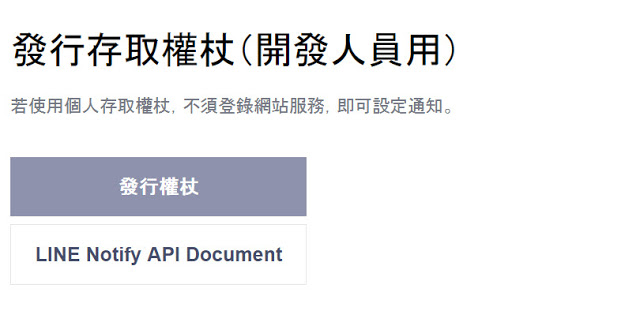 發行存取權杖(開發人員用)
若使用個人存取權杖, 不須登錄網站服務, 即可設定通知。
發行權杖
LINE Notify API Document